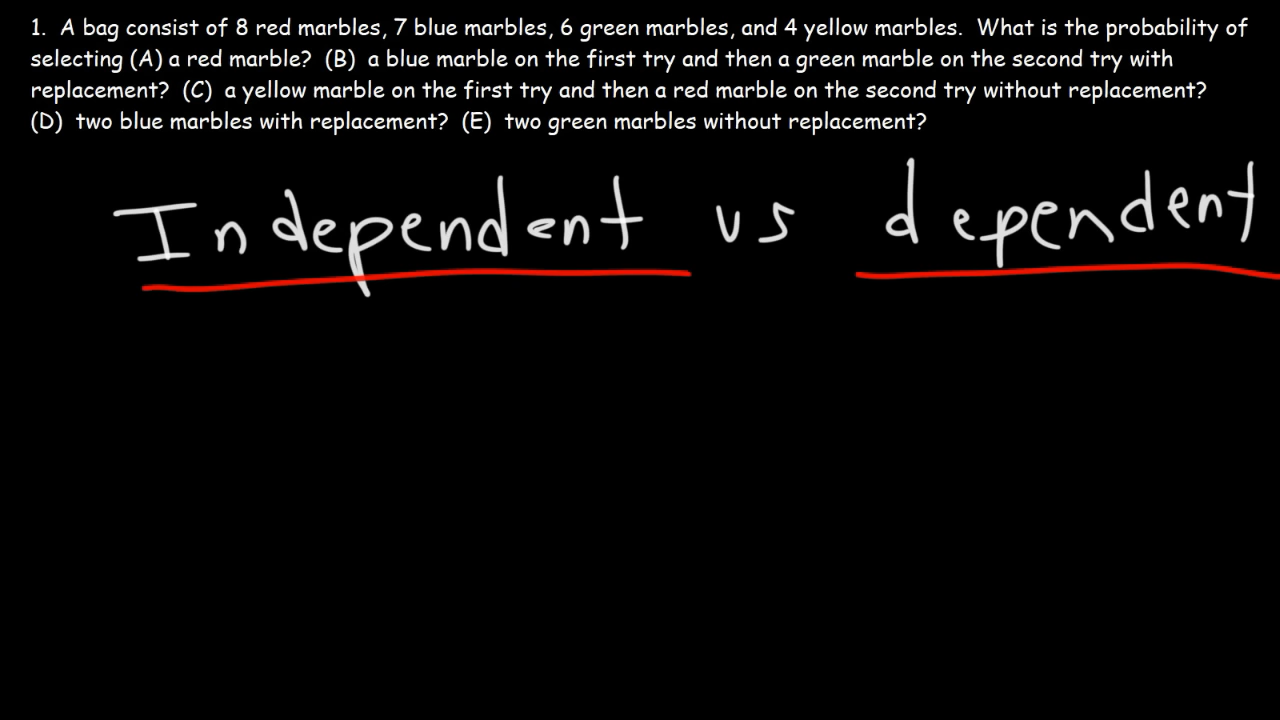 1. A bag consist of 8 red marbles, 7 blue marbles, 6 green marbles, and 4 yellow marbles. What is the probability of
selecting (A) a red marble? (B) a blue marble on the first try and then a green marble on the second try with
replacement? (C) a yellow marble on the first try and then a red marble on the second try without replacement?
(D) two blue marbles with replacement? (E) two green marbles without replacement?
Independent vs dependent